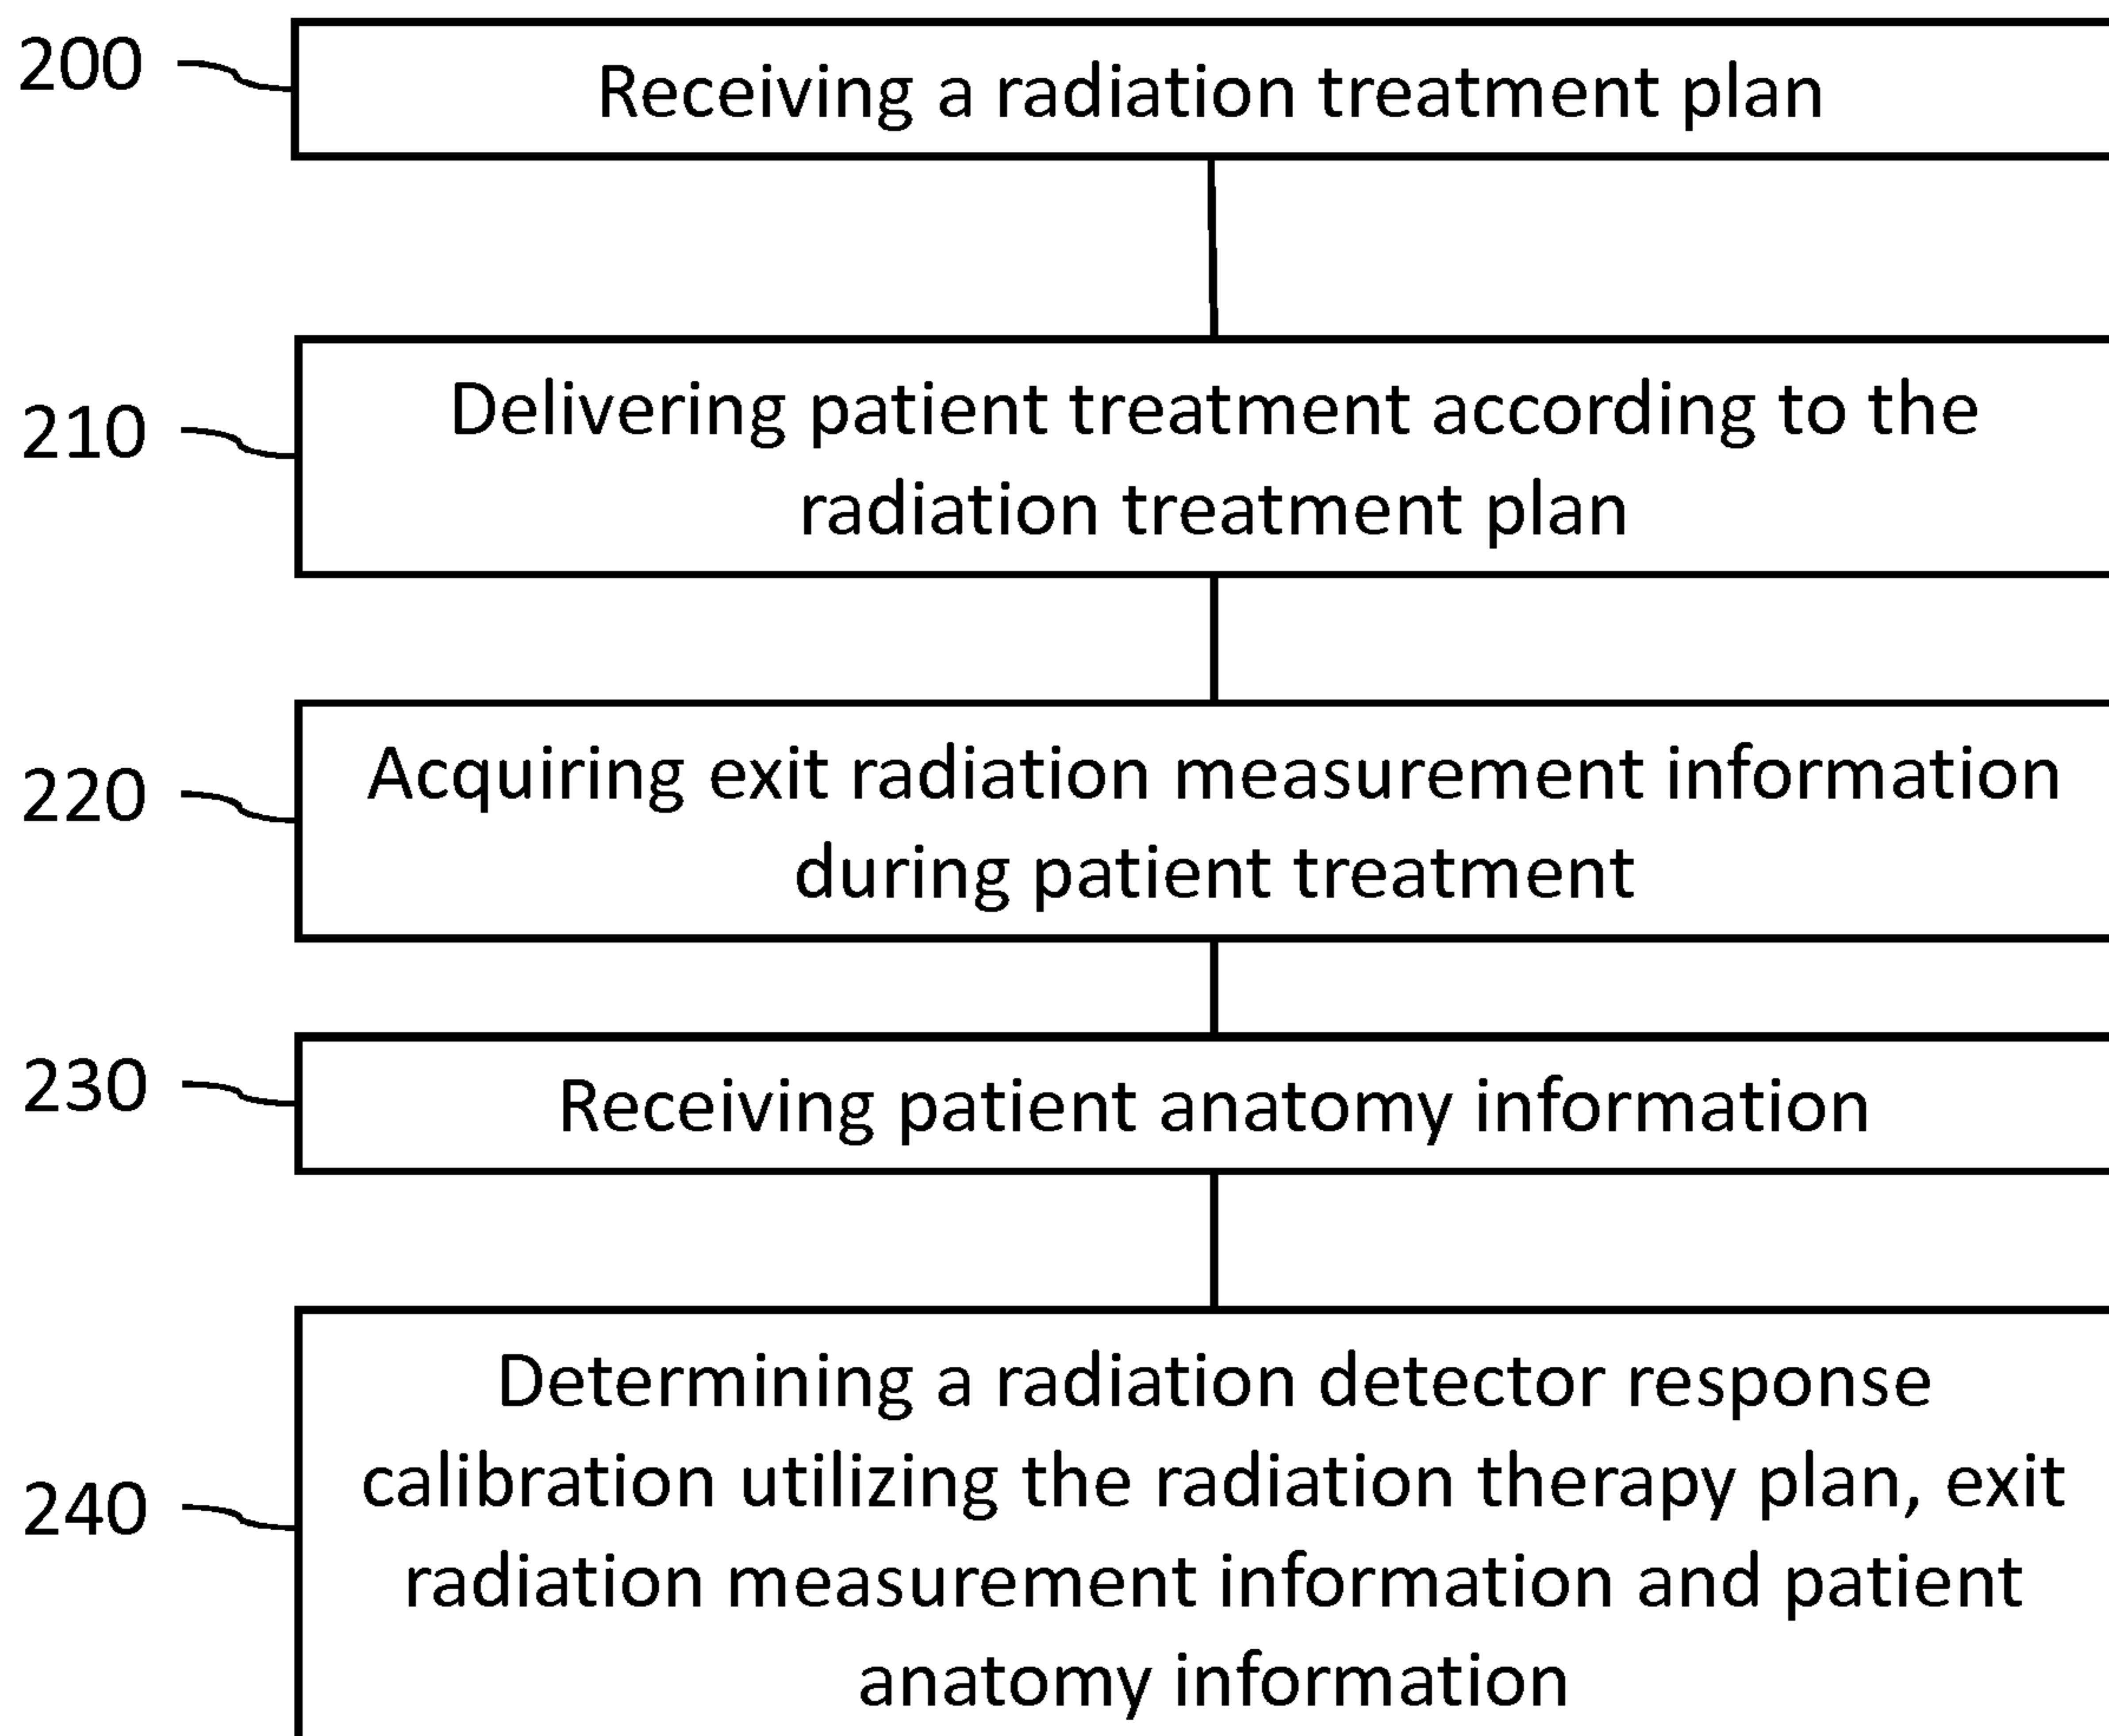 200
Receiving a radiation treatment plan
210
Delivering patient treatment according to the
radiation treatment plan
220
Acquiring exit radiation measurement information
during patient treatment
230
Receiving patient anatomy information
240
Determining a radiation detector response
calibration utilizing the radiation therapy plan, exit
radiation measurement information and patient
anatomy information